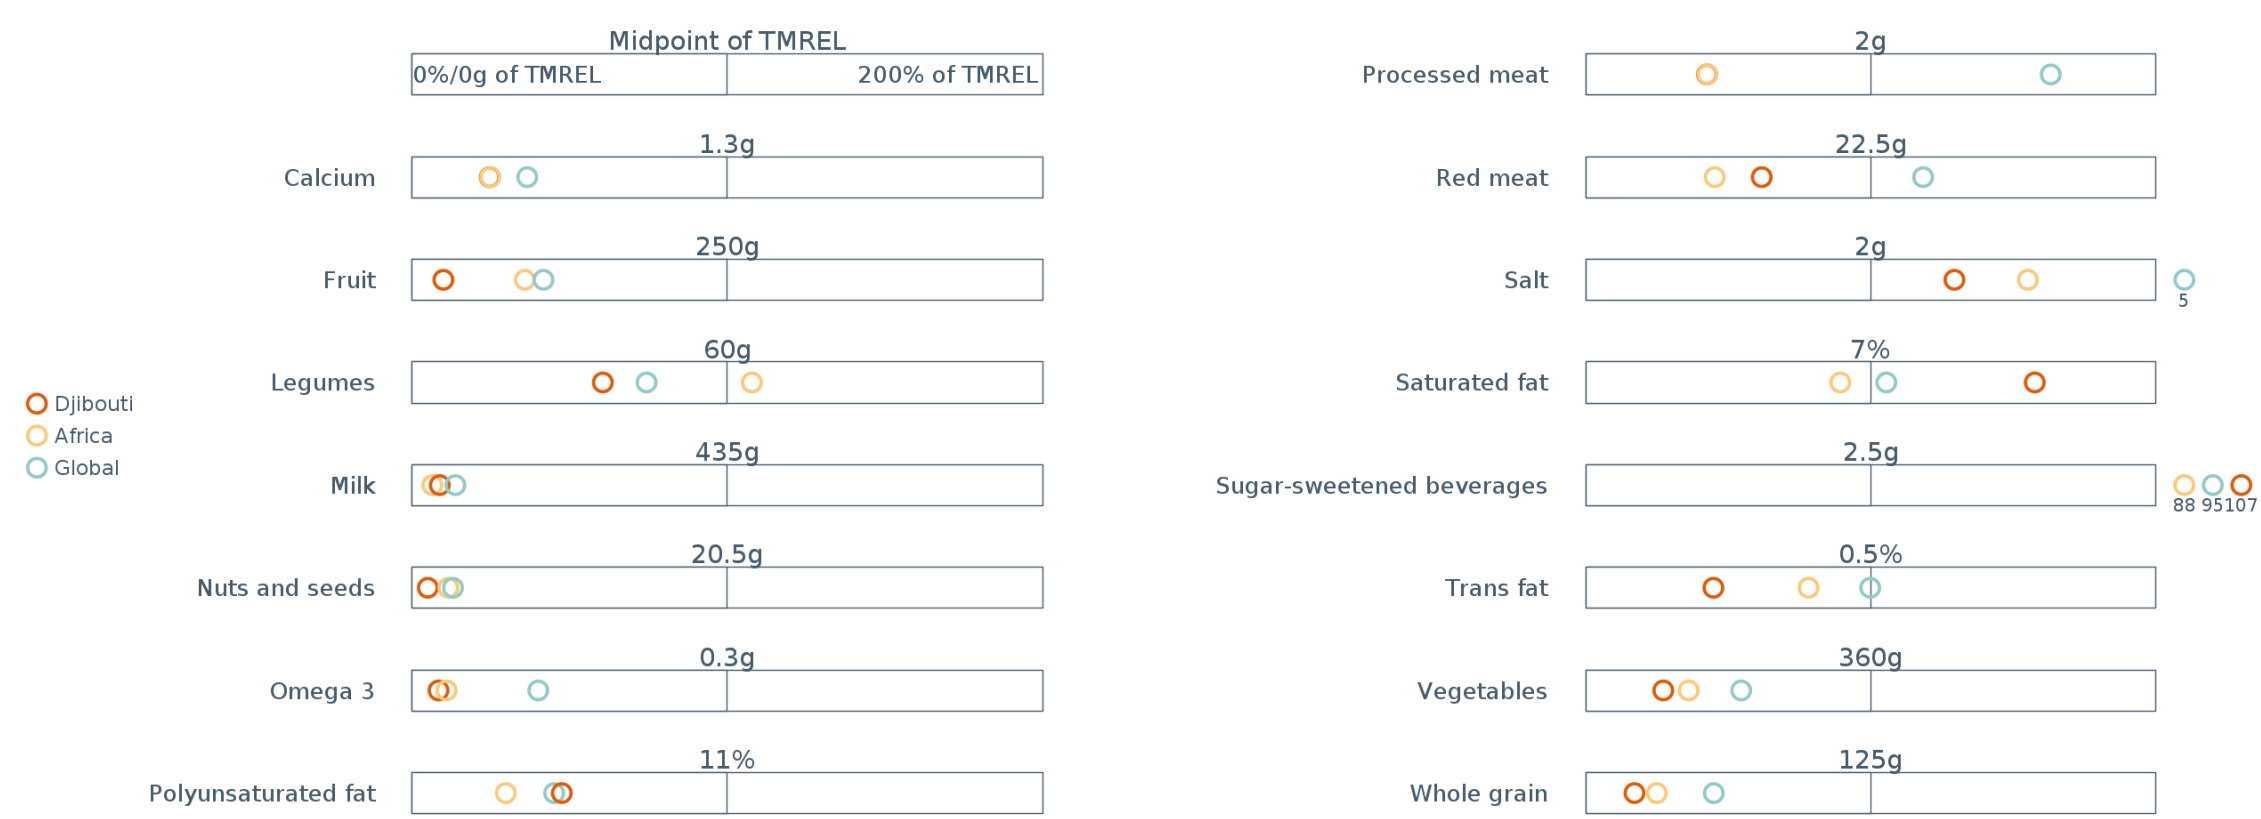 Midpoint of TMREL
0%/0g of TMREL 200% of TMREL
1.3g
Calcium
250g
Fruit
60g
Legumes
435g
Milk
20.5g
Nuts and seeds
0.3g
Omega 3
11%
Polyunsaturated fat
Djibouti
Africa
Global
2g
Processed meat
22.5g
Red meat
2g
Salt
5
7%
Saturated fat
2.5g
Sugar-sweetened beverages
88 95 107
0.5%
Trans fat
360g
Vegetables
125g
Whole grain